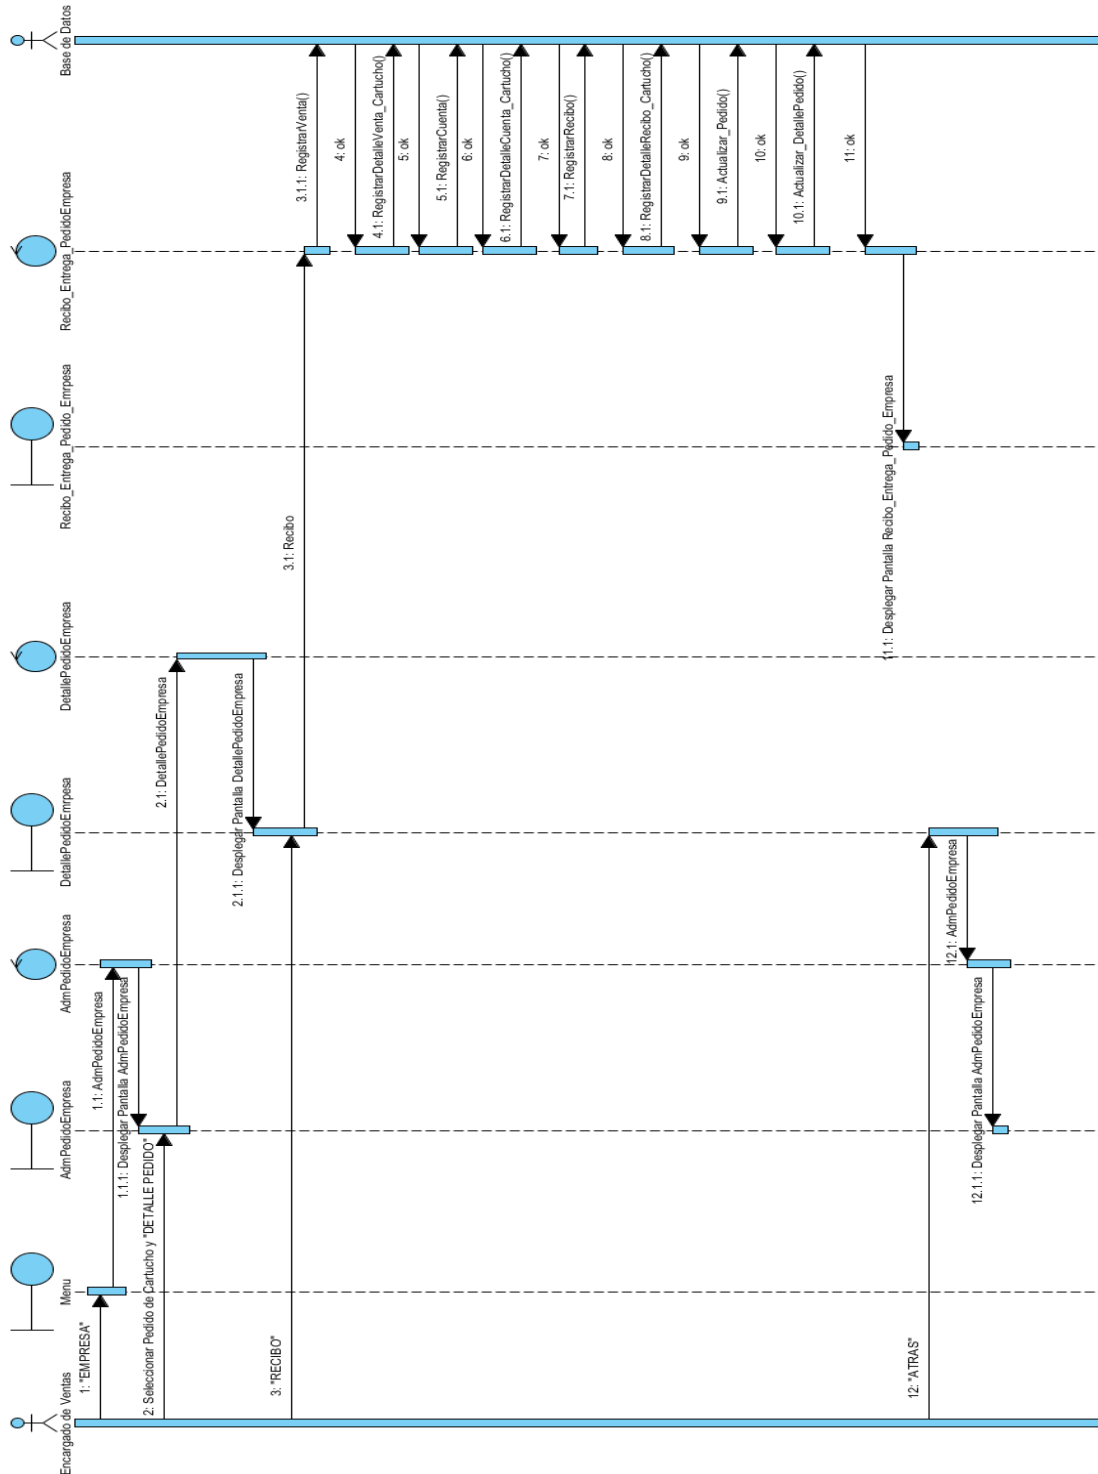 Encargado de Ventas
Menu
AdmPedidoEmpresa
AdmPedidoEmpresa
DetallePedidoEmrpesa
DetallePedidoEmpresa
Recibo_Entrega_Pedido_Emrpesa
Recibo_Entrega_PedidoEmpresa
Base de Datos
1: "EMPRESA"
1.1: AdmPedidoEmpresa
1.1.1: Desplegar Pantalla AdmPedidoEmpresa
2: Seleccionar Pedido de Cartucho y "DETALLE PEDIDO"
2.1: DetallePedidoEmpresa
2.1.1: Desplegar Pantalla DetallePedidoEmpresa
3: "RECIBO"
3.1: Recibo
3.1.1: RegistrarVenta()
4: ok
4.1: RegistrarDetalleVenta_Cartucho()
5: ok
5.1: RegistrarCuenta()
6: ok
6.1: RegistrarDetalleCuenta_Cartucho()
7: ok
7.1: RegistrarRecibo()
8: ok
8.1: RegistrarDetalleRecibo_Cartucho()
9: ok
9.1: Actualizar_Pedido()
10: ok
10.1: Actualizar_DetallePedido()
11: ok
11.1: Desplegar Pantalla Recibo_Entrega_Pedido_Empresa
12: "ATRAS"
12.1: AdmPedidoEmpresa
12.1.1: Desplegar Pantalla AdmPedidoEmpresa